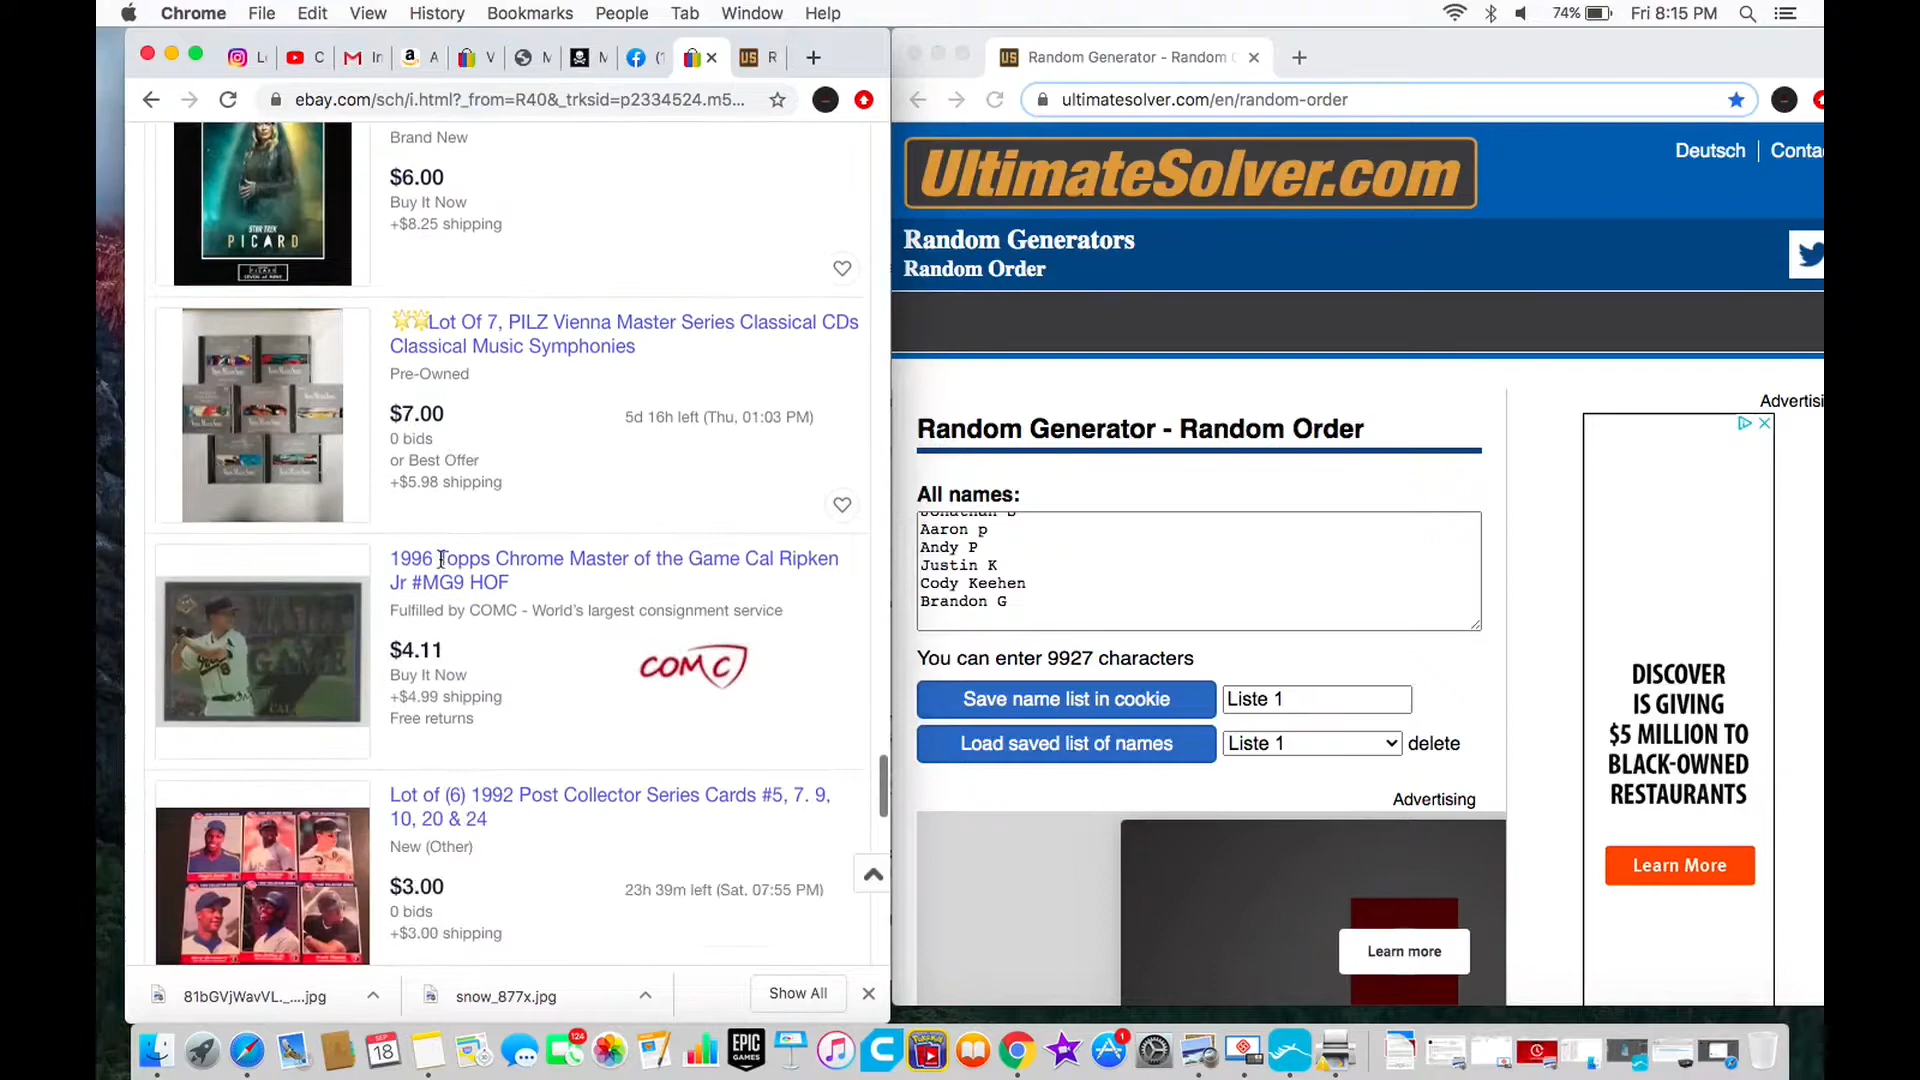 Chrome File Edit View History Bookmarks People Tab Window Help 74% Fri 8:15 PM
ebay.com/sch/i.html?_from=R40&_trksid=p2334524.m5...
Brand New
$6.00
Buy It Now
+$8.25 shipping
STAR TREK
PICARD
Lot Of 7, PILZ Vienna Master Series Classical CDs
Classical Music Symphonies
Pre-Owned
$7.00
5d 16h left (Thu, 01:03 PM)
0 bids
or Best Offer
+$5.98 shipping
1996 Topps Chrome Master of the Game Cal Ripken
Jr #MG9 HOF
Fulfilled by COMC - World's largest consignment service
$4.11
Buy It Now
+$4.99 shipping
Free returns
COMC
Lot of (6) 1992 Post Collector Series Cards #5, 7. 9,
10, 20 & 24
New (Other)
$3.00
23h 39m left (Sat, 07:55 PM)
0 bids
+$3.00 shipping
81bGVjWavVL._....jpg
snow_877x.jpg
Show All
Random Generator - Random
ultimatesolver.com/en/random-order
UltimateSolver.com
Deutsch
Conta
Random Generators
Random Order
Advertisi
Random Generator - Random Order
All names:
Jonathan B
Aaron p
Andy P
Justin K
Cody Keehen
Brandon G
You can enter 9927 characters
Save name list in cookie
Liste 1
Load saved list of names
Liste 1
delete
Advertising
Learn more
DISCOVER
IS GIVING
$5 MILLION TO
BLACK-OWNED
RESTAURANTS
Learn More
124
SEP
18
EPIC
GAMES
1